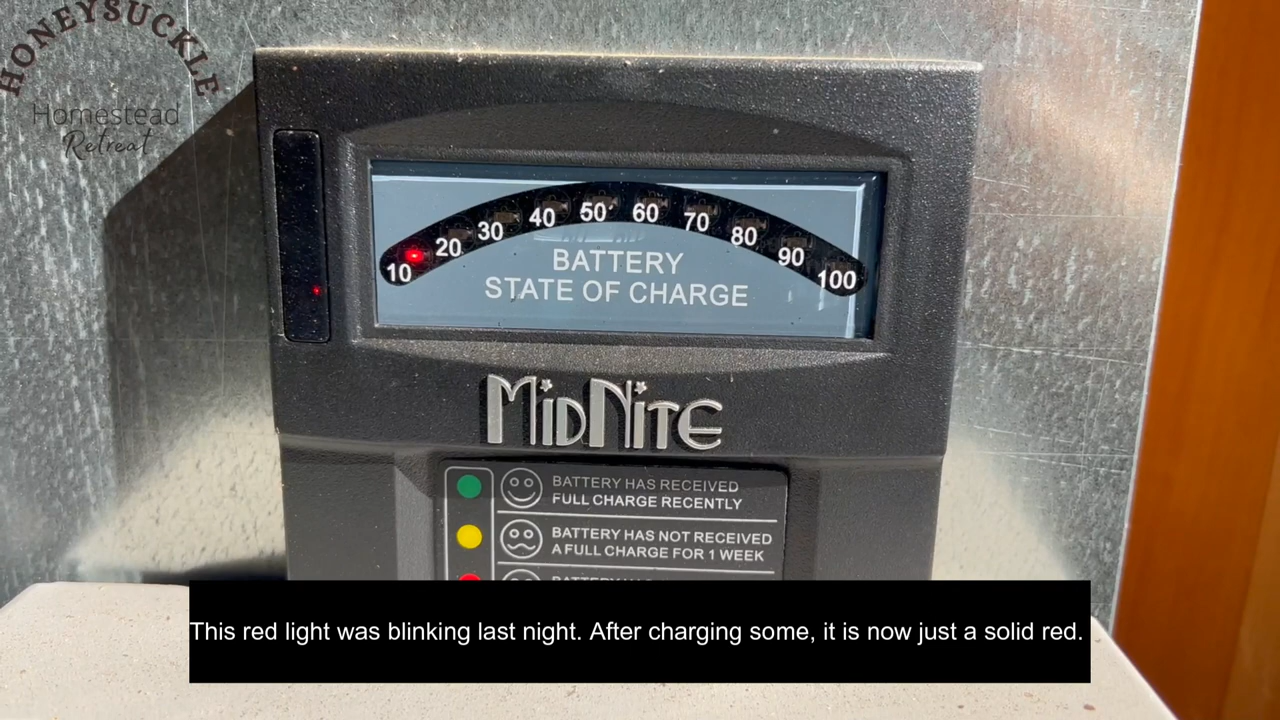 HONEYSUCKLE
Homestead
Retreat
10 20 30 40 50 60 70 80 90 100
BATTERY
STATE OF CHARGE
MIDNITE
BATTERY HAS RECEIVED
FULL CHARGE RECENTLY
BATTERY HAS NOT RECEIVED
A FULL CHARGE FOR 1 WEEK
This red light was blinking last night. After charging some, it is now just a solid red.